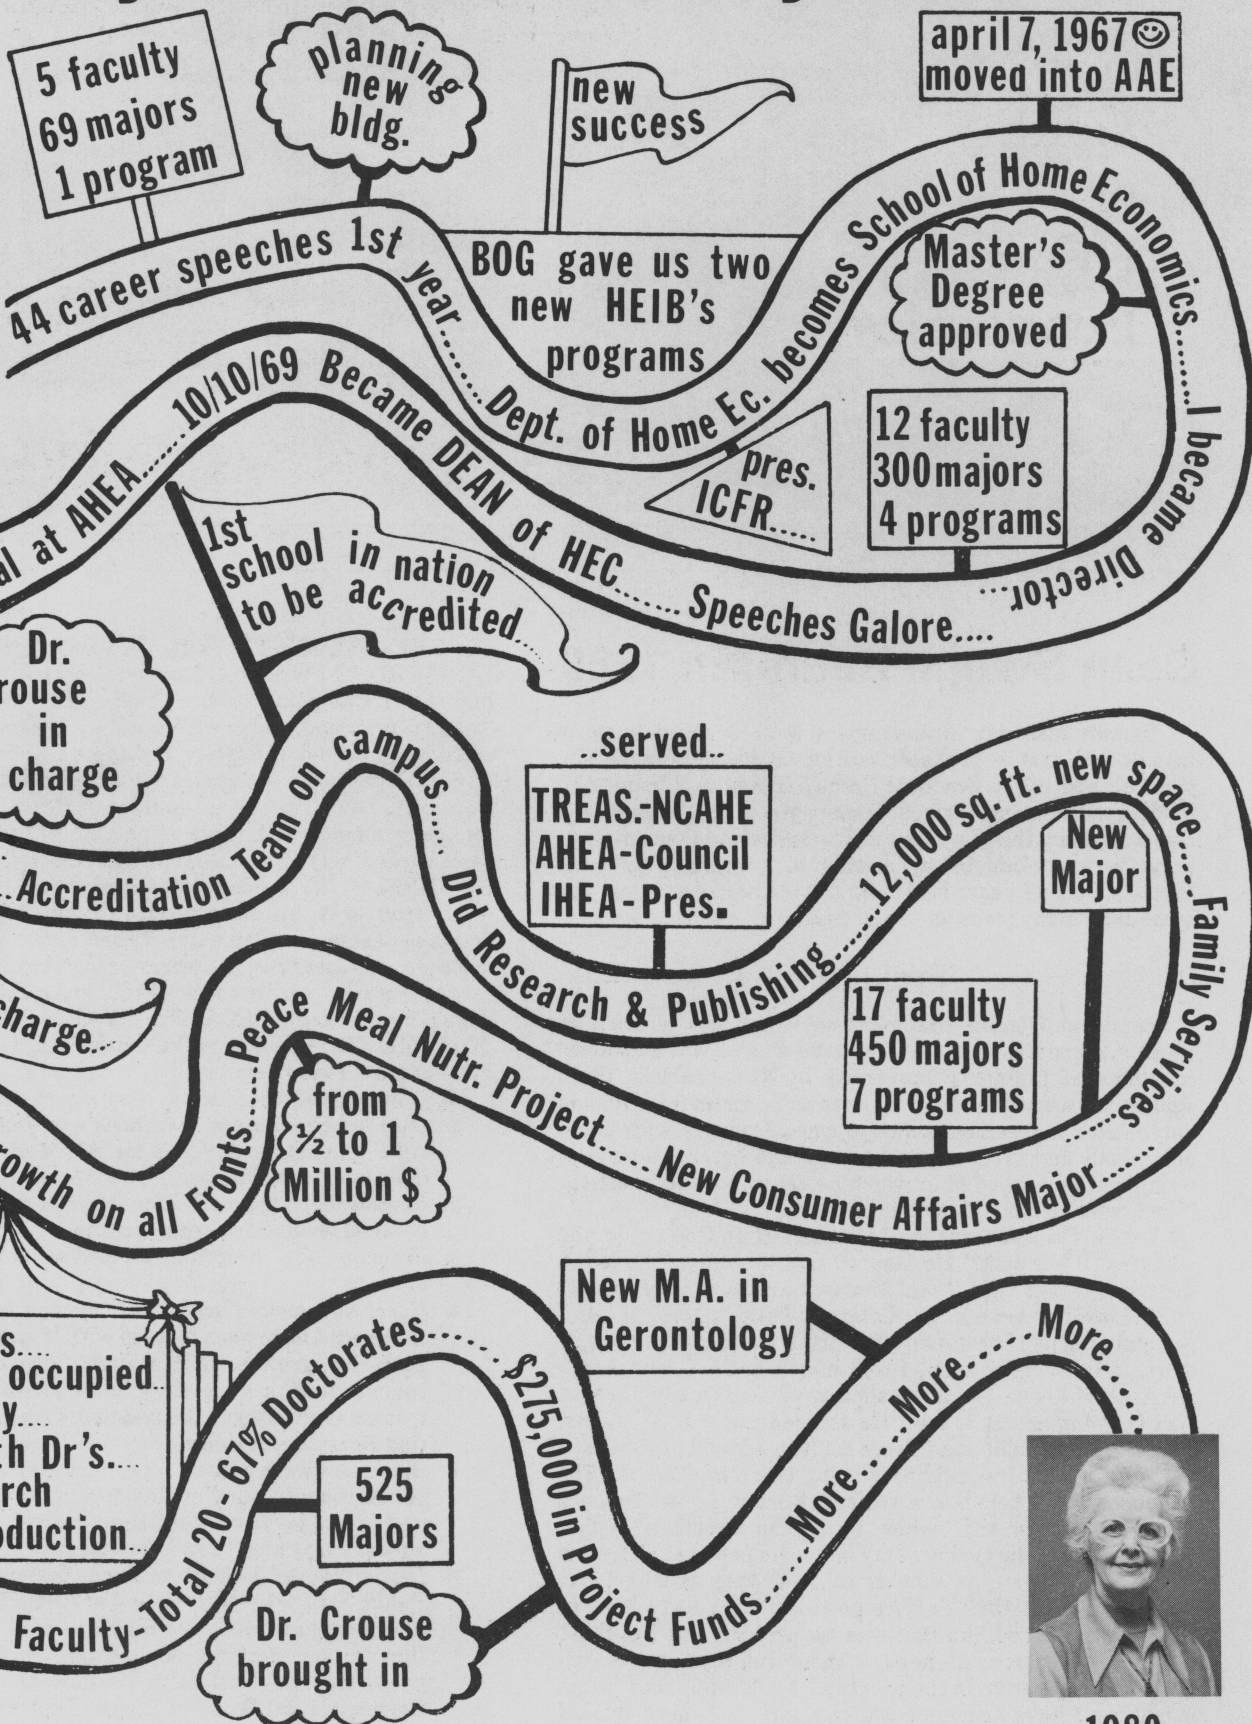 5 faculty
69 majors
1 program
planning
new
bldg.
new
success
april 7, 1967
moved into AAE
44 career speeches 1st year...... Dept. of Home Ec. becomes School of Home Economics.......I became Director...
BOG gave us two
new HEIB's
programs
Master's
Degree
approved
pres.
ICFR.....
12 faculty
300 majors
4 programs
Speeches Galore....
al at AHEA..... 10/10/69 Became DEAN of HEC.......
1st
school in nation
to be accredited...
Dr.
rouse
in
charge
..Accreditation Team on campus..... Did Research & Publishing......12,000 sq. ft. new space.....Family Services.......
..served..
TREAS.-NCAHE
AHEA-Council
IHEA-Pres.
New
Major
17 faculty
450 majors
7 programs
charge...
rowth on all Fronts.....Peace Meal Nutr. Project..... New Consumer Affairs Major......
from
½ to 1
Million $
s....
occupied..
y....
th Dr's....
rch
oduction...
Faculty-Total 20-67% Doctorates..... $275,000 in Project Funds......More.....More......More.....
525
Majors
New M.A. in
Gerontology
Dr. Crouse
brought in